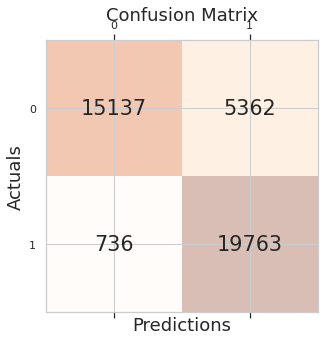 Confusion Matrix
0 1
0 15137 5362
Actuals
1 736 19763
Predictions